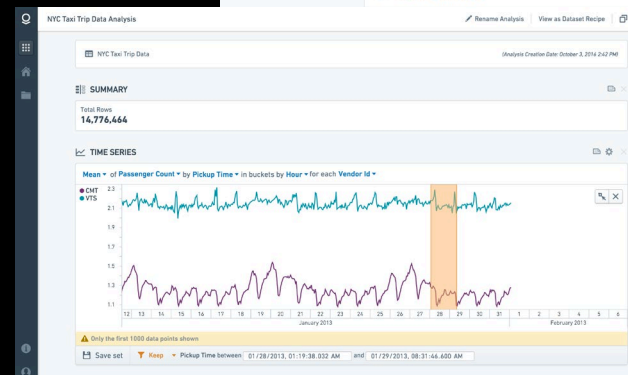 NYC Taxi Trip Data Analysis
Rename Analysis
View as Dataset Recipe
NYC Taxi Trip Data
(Analysis Creation Date: October 3, 2016 2:42 PM)
SUMMARY
Total Rows
14,776,464
TIME SERIES
Mean of Passenger Count by Pickup Time in buckets by Hour for each Vendor Id
CMT
VTS
2.3
2.1
1.9
1.7
1.5
1.3
1.1
12 13 14 15 16 17 18 19 20 21 22 23 24 25 26 27 28 29 30 31 1 2 3 4 5 6
January 2013 February 2013
Only the first 1000 data points shown
Save set Keep Pickup Time between 01/28/2013, 01:19:38.032 AM and 01/29/2013, 08:31:46.600 AM